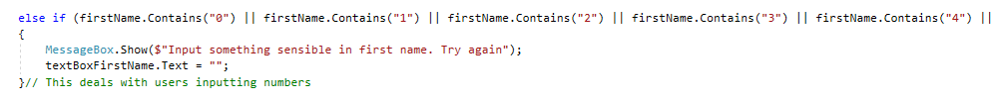 else if (firstName.Contains("0") || firstName.Contains("1") || firstName.Contains("2") || firstName.Contains("3") || firstName.Contains("4") ||
{
    MessageBox.Show($"Input something sensible in first name. Try again");
    textBoxFirstName.Text = "";
}// This deals with users inputting numbers